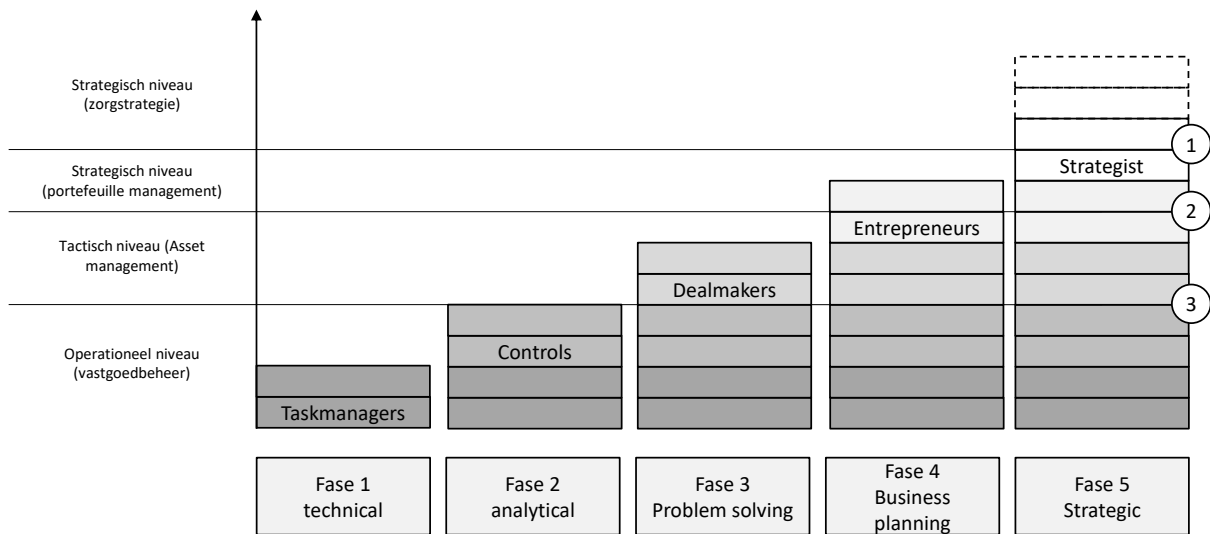 Strategisch niveau
(zorgstrategie)
1
Strategisch niveau
(portefeuille management)
Strategist
2
Tactisch niveau (Asset
management)
Entrepreneurs
Dealmakers
3
Operationeel niveau
(vastgoedbeheer)
Controls
Taskmanagers
Fase 1
technical
Fase 2
analytical
Fase 3
Problem solving
Fase 4
Business
planning
Fase 5
Strategic